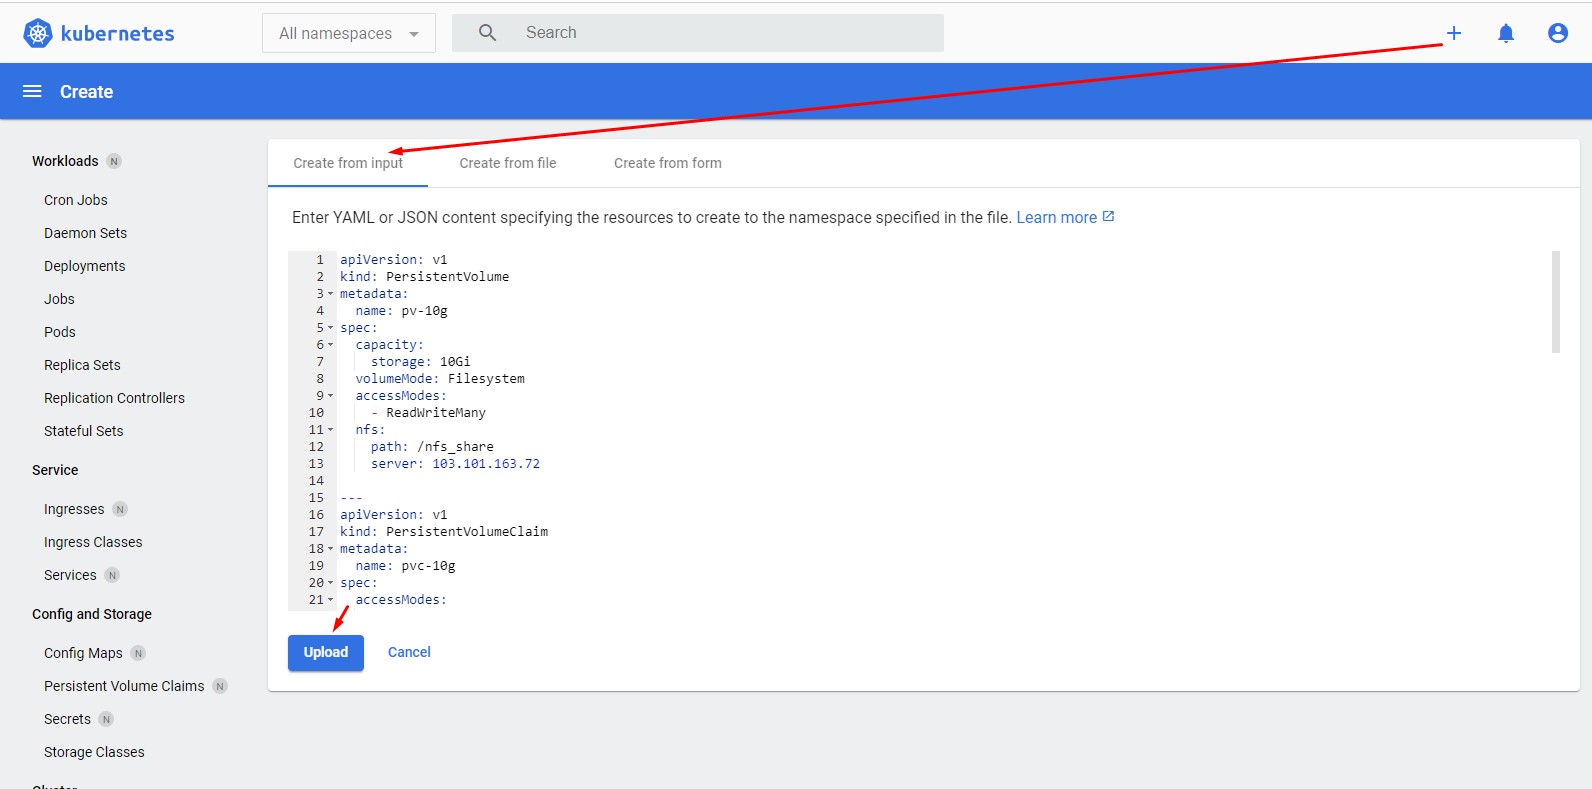 kubernetes
All namespaces
Search
Create
Workloads N
Cron Jobs
Daemon Sets
Deployments
Jobs
Pods
Replica Sets
Replication Controllers
Stateful Sets
Service
Ingresses N
Ingress Classes
Services N
Config and Storage
Config Maps N
Persistent Volume Claims N
Secrets N
Storage Classes
Cluster
Create from input Create from file Create from form
Enter YAML or JSON content specifying the resources to create to the namespace specified in the file. Learn more
1 apiVersion: v1
2 kind: PersistentVolume
3 metadata:
4 name: pv-10g
5 spec:
6 capacity:
7 storage: 10Gi
8 volumeMode: Filesystem
9 accessModes:
10 - ReadWriteMany
11 nfs:
12 path: /nfs_share
13 server: 103.101.163.72
14
15 ---
16 apiVersion: v1
17 kind: PersistentVolumeClaim
18 metadata:
19 name: pvc-10g
20 spec:
21 accessModes:
Upload Cancel